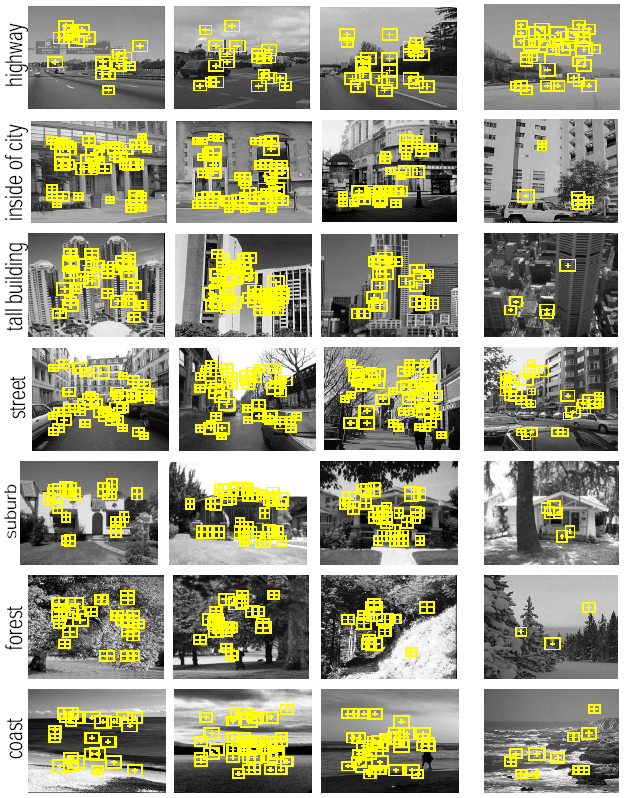 highway
inside of city
tall building
street
suburb
forest
coast